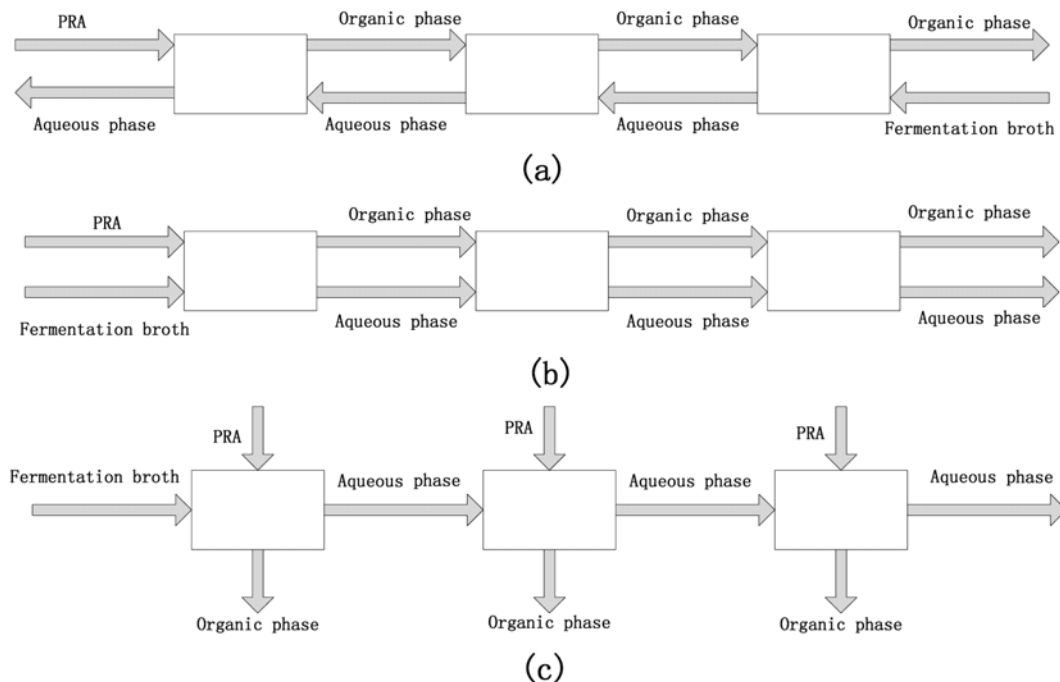 PRA
Organic phase
Organic phase
Organic phase
Aqueous phase
Aqueous phase
Aqueous phase
Fermentation broth
(a)
PRA
Organic phase
Organic phase
Organic phase
Fermentation broth
Aqueous phase
Aqueous phase
Aqueous phase
(b)
PRA
PRA
PRA
Fermentation broth
Aqueous phase
Aqueous phase
Aqueous phase
Organic phase
Organic phase
Organic phase
(c)